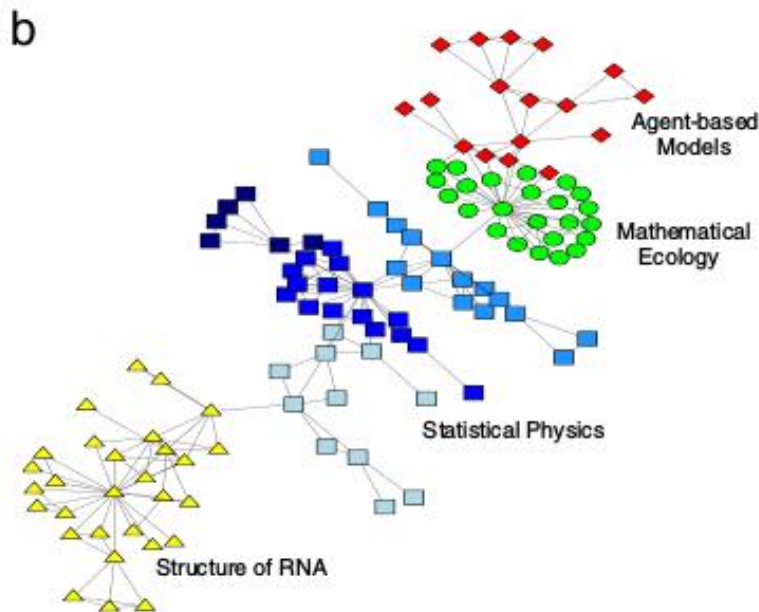 b
Agent-based
Models
Mathematical
Ecology
Statistical Physics
Structure of RNA